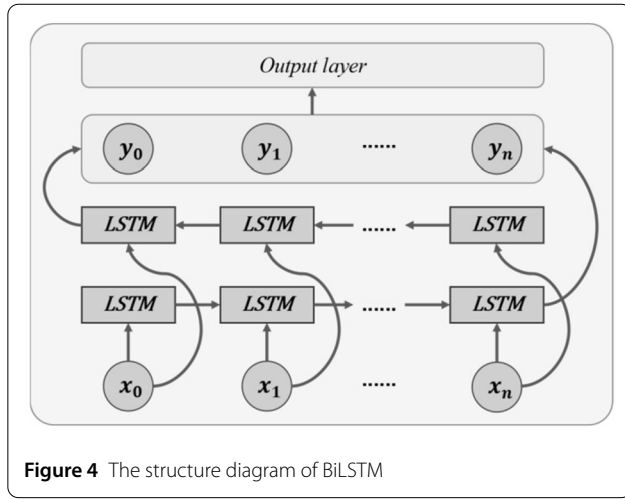 Output layer
y₀ y₁ ...... yₙ
LSTM LSTM ...... LSTM
LSTM LSTM ...... LSTM
x₀ x₁ ...... xₙ
Figure 4 The structure diagram of BiLSTM